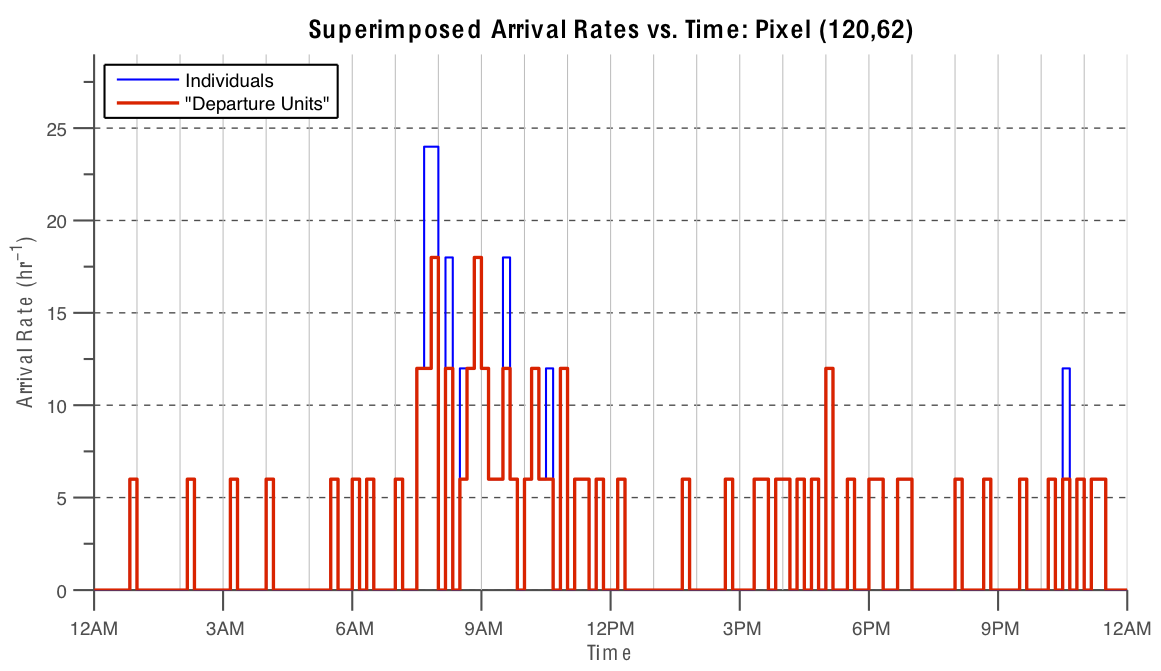 Superimposed Arrival Rates vs. Time: Pixel (120,62)
Individuals
"Departure Units"
25
20
15
10
5
0
Arrival Rate (hr⁻¹)
12AM 3AM 6AM 9AM 12PM 3PM 6PM 9PM 12AM
Time